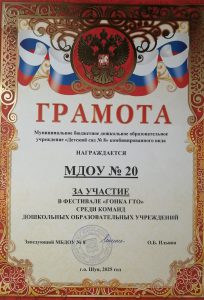 ГРАМОТА
Муниципальное бюджетное дошкольное образовательное
учреждение «Детский сад № 8» комбинированного вида
НАГРАЖДАЕТСЯ
МДОУ № 20
ЗА УЧАСТИЕ
В ФЕСТИВАЛЕ «ГОНКА ГТО»
СРЕДИ КОМАНД
ДОШКОЛЬНЫХ ОБРАЗОВАТЕЛЬНЫХ УЧРЕЖДЕНИЙ
Заведующий МБДОУ № 8 О.Б. Ильина
г.о. Шуя, 2025 год